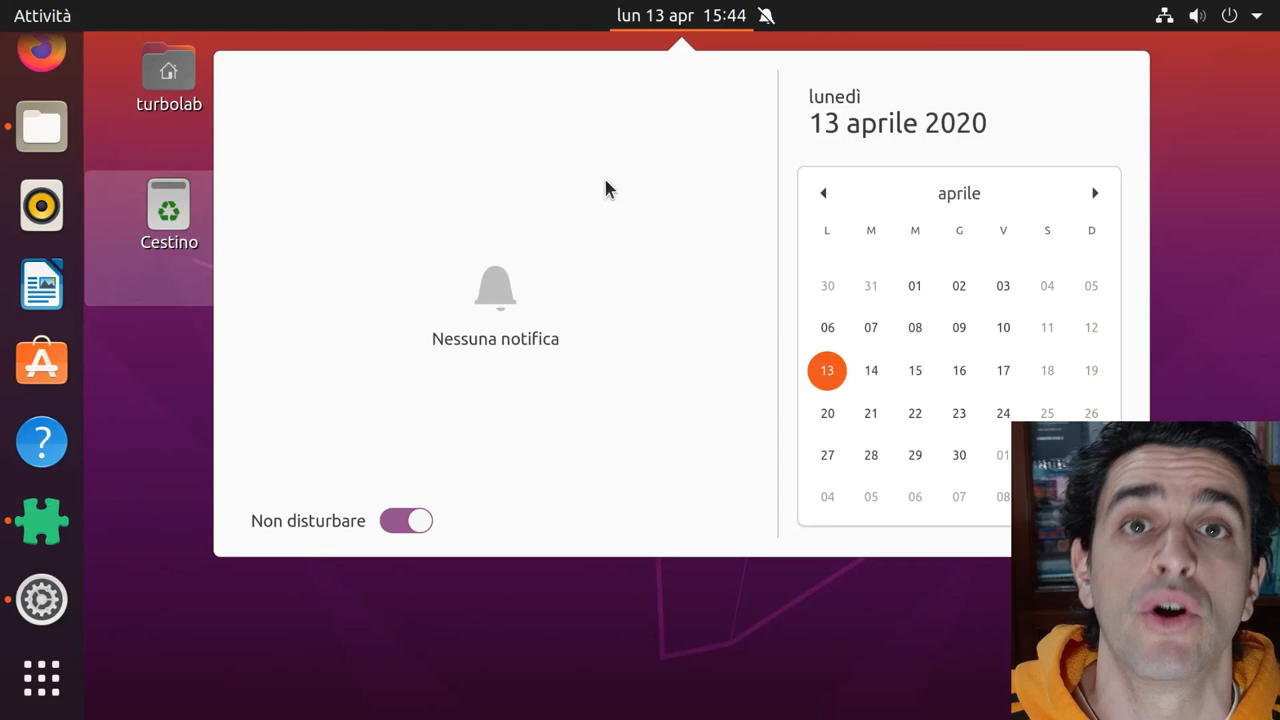 Attività
lun 13 apr 15:44
turbolab
Cestino
Nessuna notifica
Non disturbare
lunedì
13 aprile 2020
aprile
L M M G V S D
30 31 01 02 03 04 05
06 07 08 09 10 11 12
13 14 15 16 17 18 19
20 21 22 23 24 25 26
27 28 29 30 01
04 05 06 07 08
?